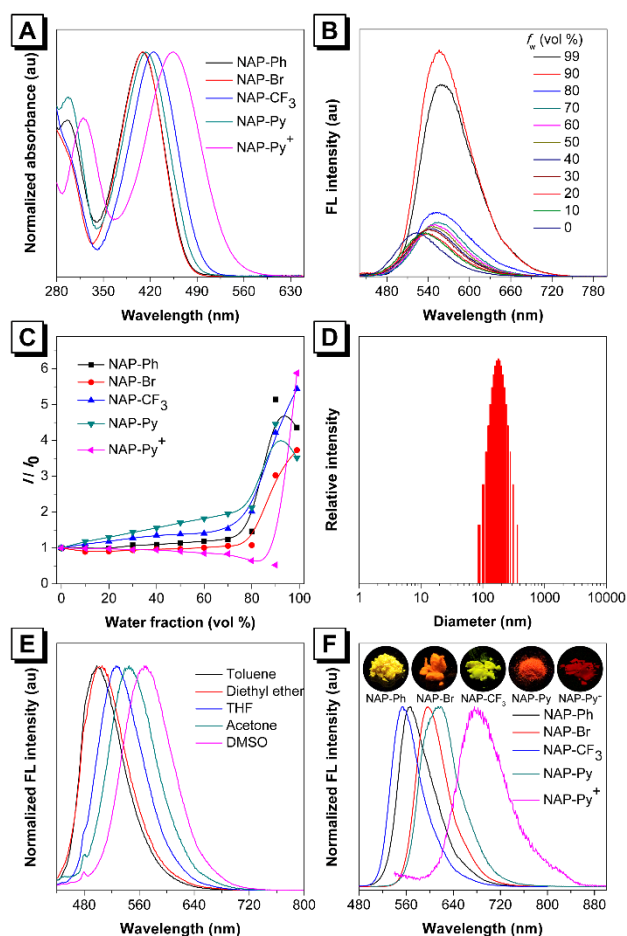 A
NAP-Ph
NAP-Br
NAP-CF3
NAP-Py
NAP-Py+
Normalized absorbance (au)
280 350 420 490 560 630
Wavelength (nm)
B
fw (vol %)
99
90
80
70
60
50
40
30
20
10
0
FL intensity (au)
480 540 600 660 720 780
Wavelength (nm)
C
NAP-Ph
NAP-Br
NAP-CF3
NAP-Py
NAP-Py+
I / I0
6
5
4
3
2
1
0
0 20 40 60 80 100
Water fraction (vol %)
D
Relative intensity
1 10 100 1000 10000
Diameter (nm)
E
Toluene
Diethyl ether
THF
Acetone
DMSO
Normalized FL intensity (au)
480 560 640 720 800
Wavelength (nm)
F
NAP-Ph NAP-Br NAP-CF3 NAP-Py NAP-Py+
NAP-Ph
NAP-Br
NAP-CF3
NAP-Py
NAP-Py+
Normalized FL intensity (au)
480 560 640 720 800 880
Wavelength (nm)